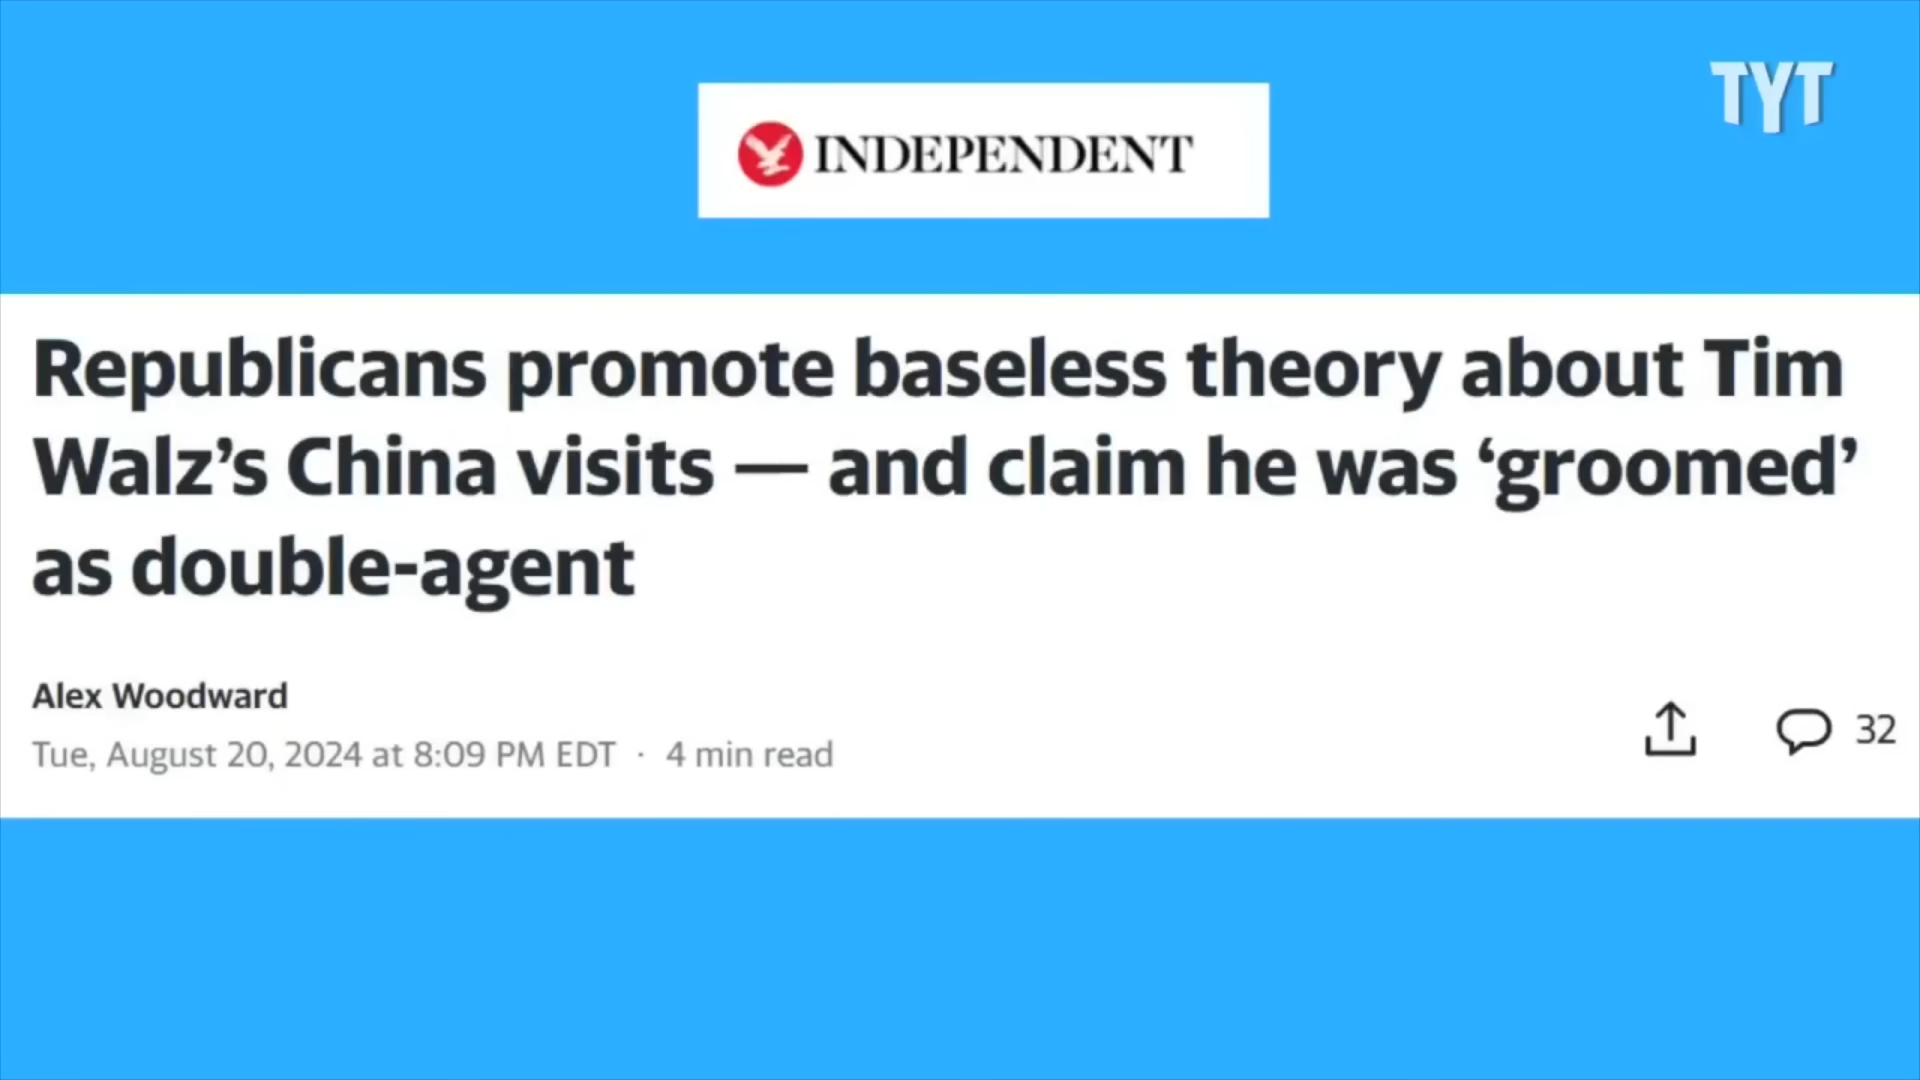 TYT
INDEPENDENT
Republicans promote baseless theory about Tim
Walz’s China visits — and claim he was ‘groomed’
as double-agent
Alex Woodward
Tue, August 20, 2024 at 8:09 PM EDT · 4 min read
32